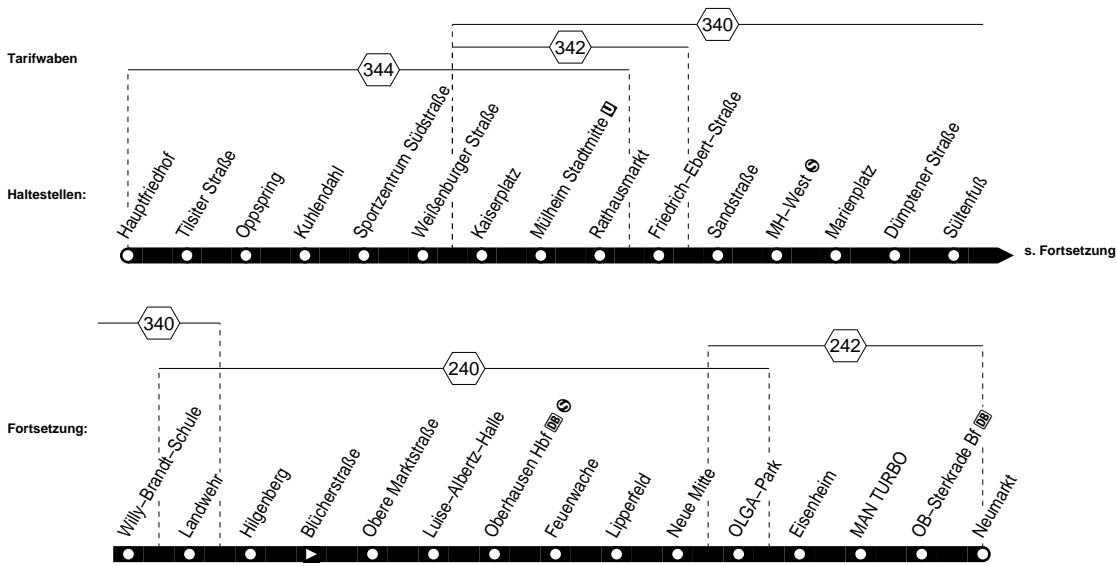 340
342
Tarifwaben
344
Haltestellen:
Hauptfriedhof
Tilsiter Straße
Oppspring
Kuhlendahl
Sportzentrum Südstraße
Weißenburger Straße
Kaiserplatz
Mülheim Stadtmitte U
Rathausmarkt
Friedrich-Ebert-Straße
Sandstraße
MH-West S
Marienplatz
Dümptener Straße
Sültenfuß
s. Fortsetzung
340
242
240
Fortsetzung:
Willy-Brandt-Schule
Landwehr
Hilgenberg
Blücherstraße
Obere Marktstraße
Luise-Albertz-Halle
Oberhausen Hbf DB S
Feuerwache
Lipperfeld
Neue Mitte
OLGA-Park
Eisenheim
MAN TURBO
OB-Sterkrade Bf DB
Neumarkt